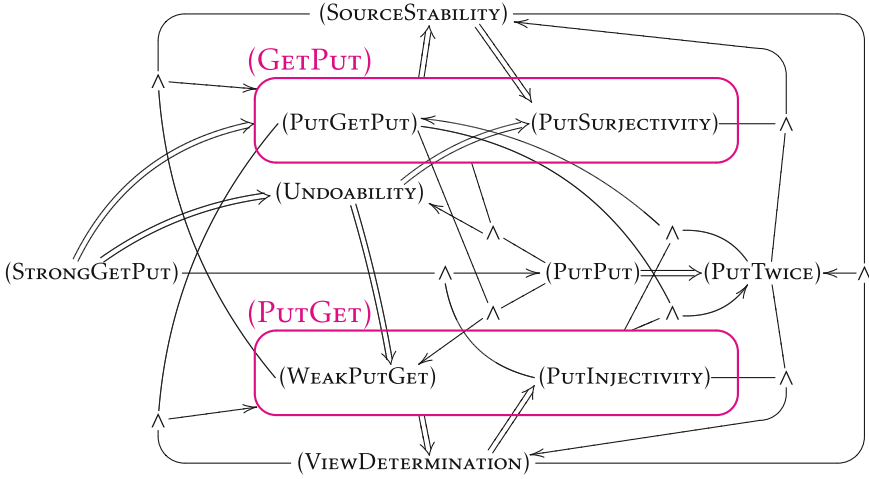 (SourceStability)
∧
(GetPut)
(PutGetPut)
(PutSurjectivity)
∧
(Undoability)
∧
∧
(StrongGetPut)
∧
(PutPut)
(PutTwice)
∧
(PutGet)
∧
∧
(WeakPutGet)
(PutInjectivity)
∧
∧
(ViewDetermination)